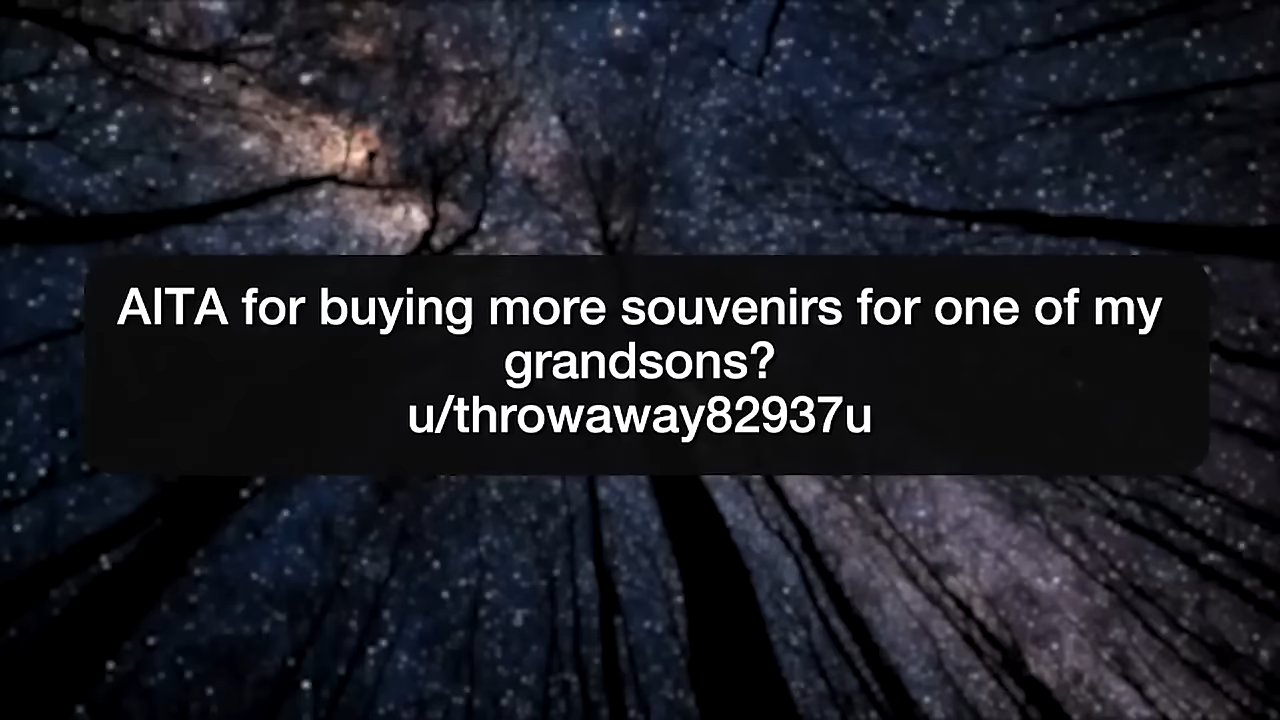 AITA for buying more souvenirs for one of my
grandsons?
u/throwaway82937u